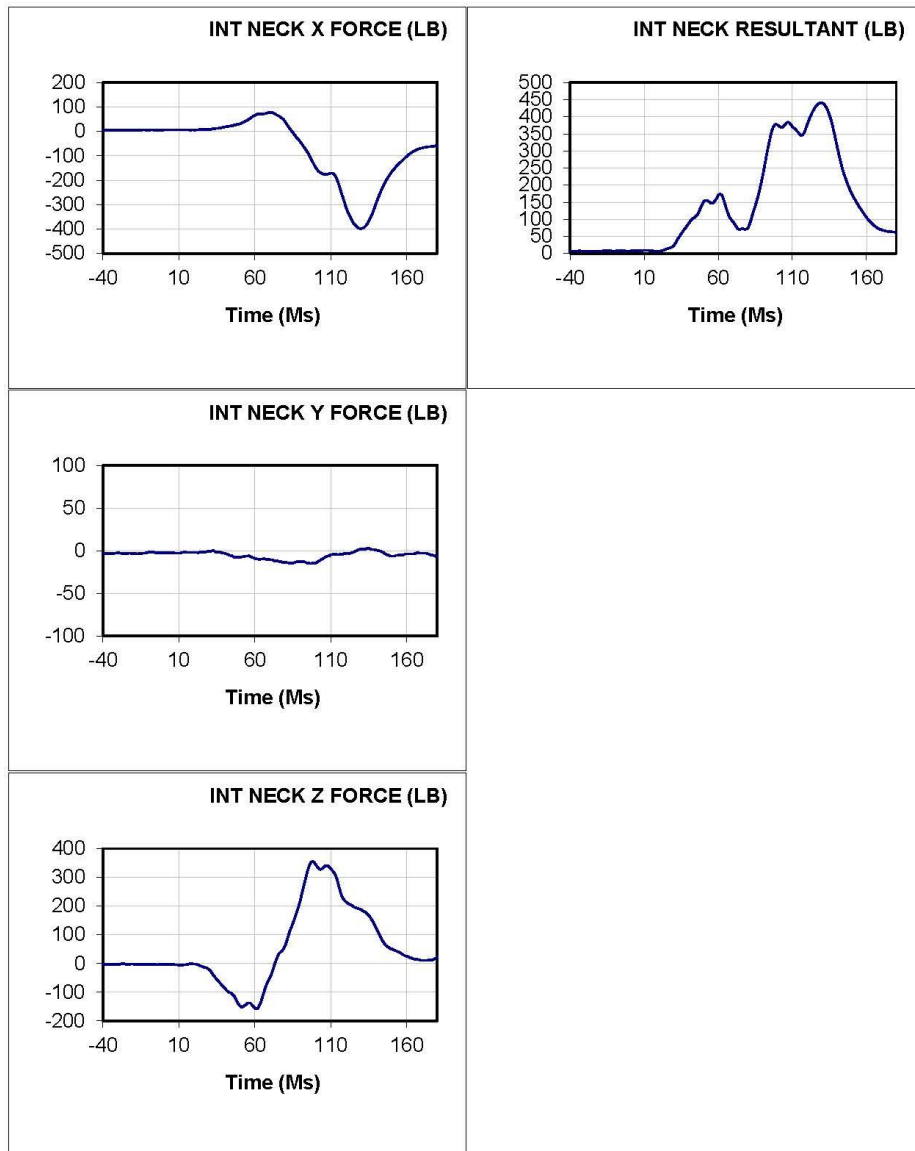 INT NECK X FORCE (LB)
200
100
0
-100
-200
-300
-400
-500
-40 10 60 110 160
Time (Ms)
INT NECK RESULTANT (LB)
500
450
400
350
300
250
200
150
100
50
0
-40 10 60 110 160
Time (Ms)
INT NECK Y FORCE (LB)
100
50
0
-50
-100
-40 10 60 110 160
Time (Ms)
INT NECK Z FORCE (LB)
400
300
200
100
0
-100
-200
-40 10 60 110 160
Time (Ms)